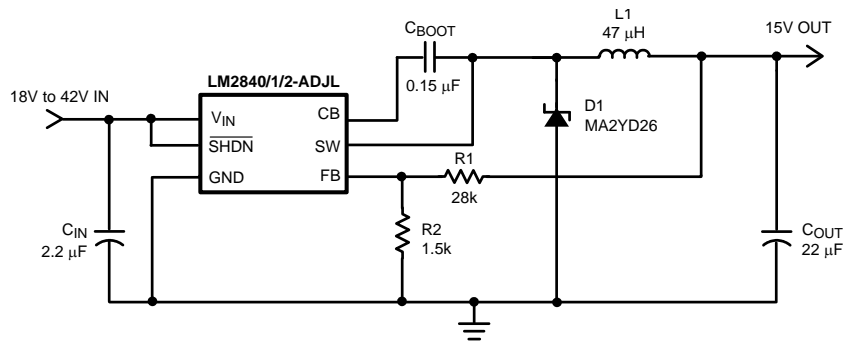 L1
47 μH
15V OUT
CBOOT
0.15 μF
LM2840/1/2-ADJL
18V to 42V IN
VIN
CB
D1
MA2YD26
SHDN
SW
R1
GND
FB
28k
CIN
2.2 μF
R2
1.5k
COUT
22 μF